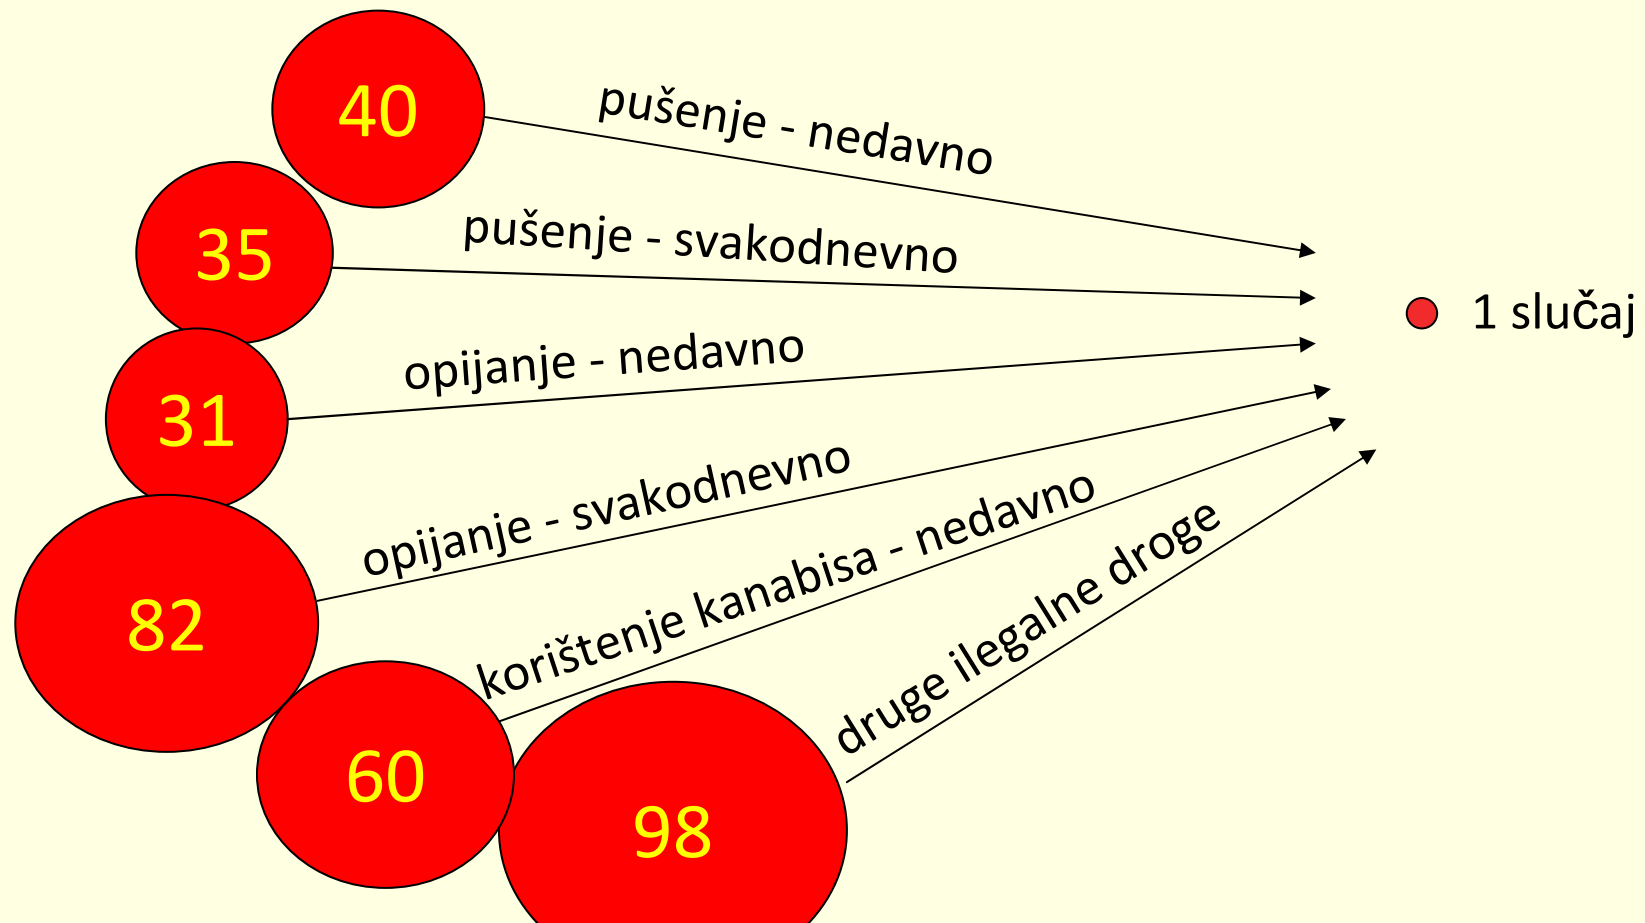 40
pušenje - nedavno
35
pušenje - svakodnevno
1 slučaj
31
opijanje - nedavno
82
opijanje - svakodnevno
60
korištenje kanabisa - nedavno
98
druge ilegalne droge